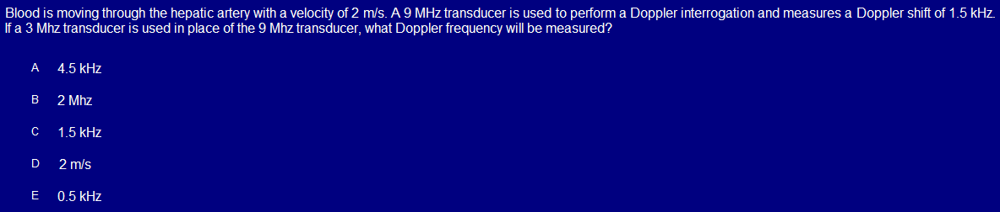 Blood is moving through the hepatic artery with a velocity of 2 m/s. A 9 MHz transducer is used to perform a Doppler interrogation and measures a Doppler shift of 1.5 kHz.
If a 3 Mhz transducer is used in place of the 9 Mhz transducer, what Doppler frequency will be measured?
A 4.5 kHz
B 2 Mhz
C 1.5 kHz
D 2 m/s
E 0.5 kHz